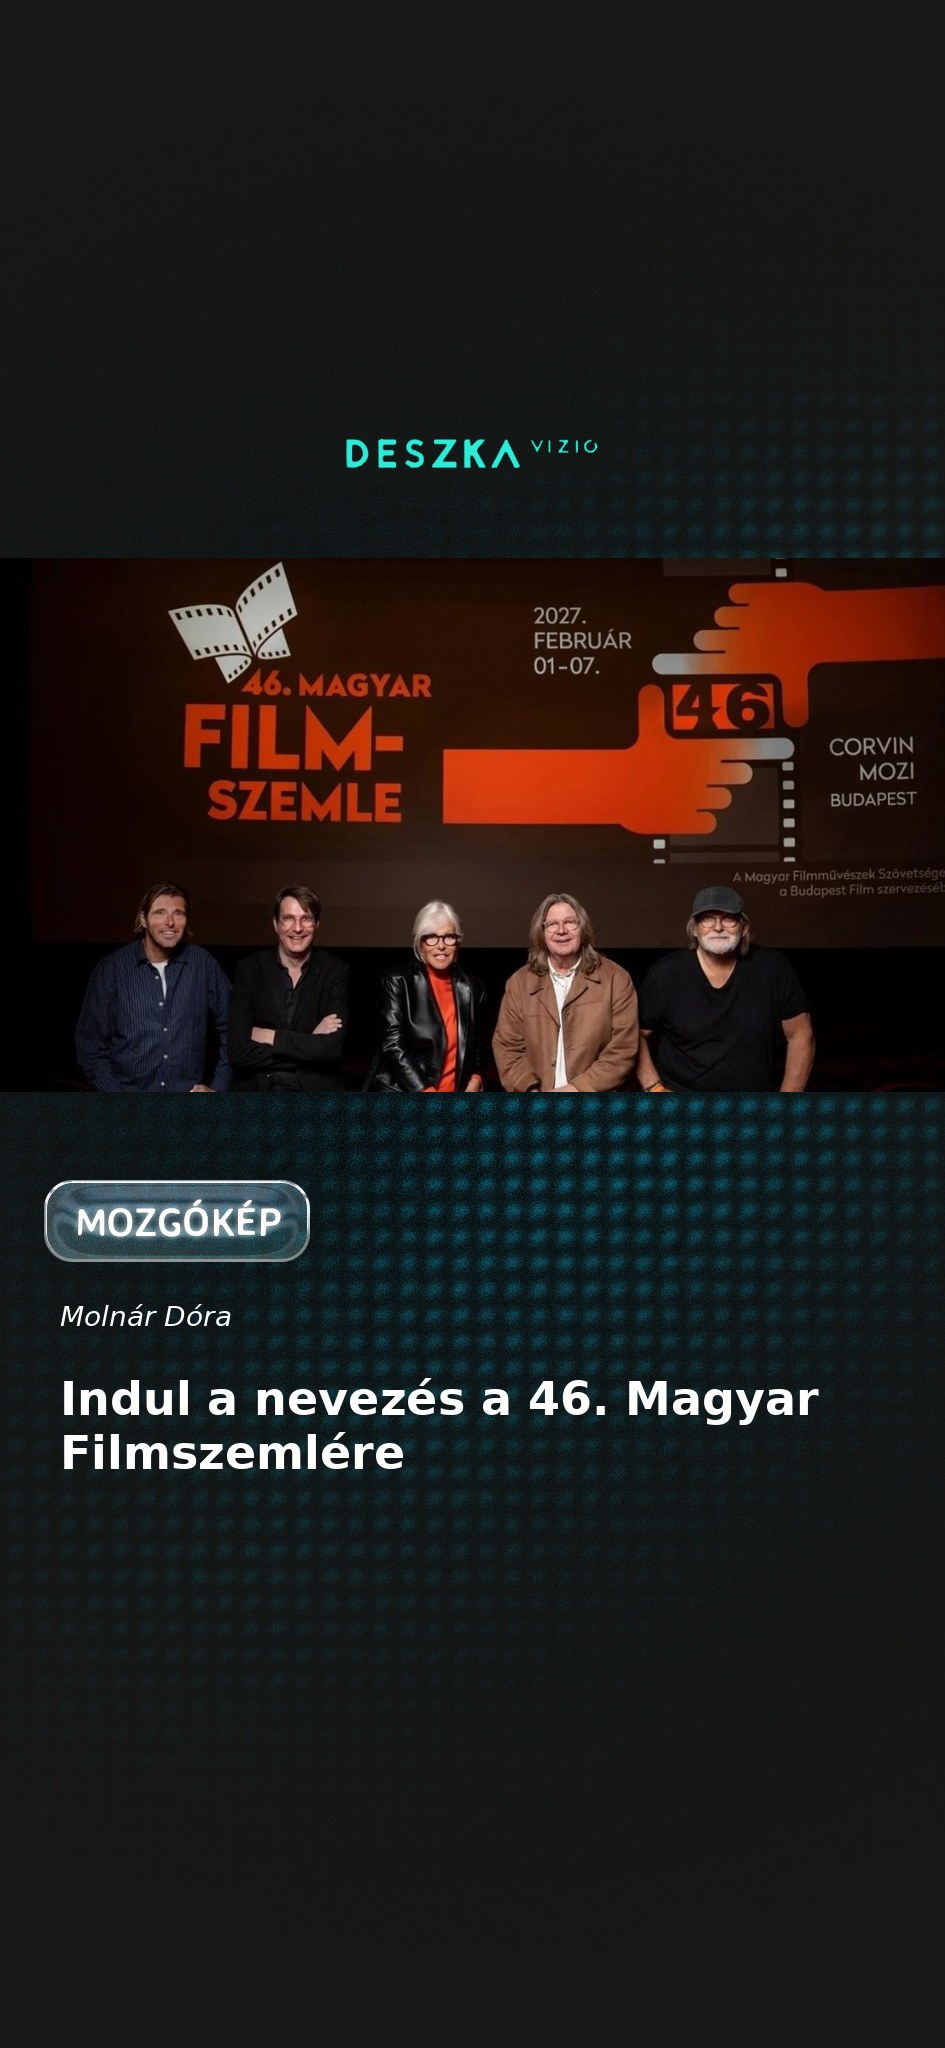 DESZKA VIZIO
46. MAGYAR
FILM-
SZEMLE
2027.
FEBRUÁR
01-07.
46
CORVIN
MOZI
BUDAPEST
A Magyar Filmművészek Szövetsége
a Budapest Film
MOZGÓKÉP
Molnár Dóra
Indul a nevezés a 46. Magyar
Filmszemlére